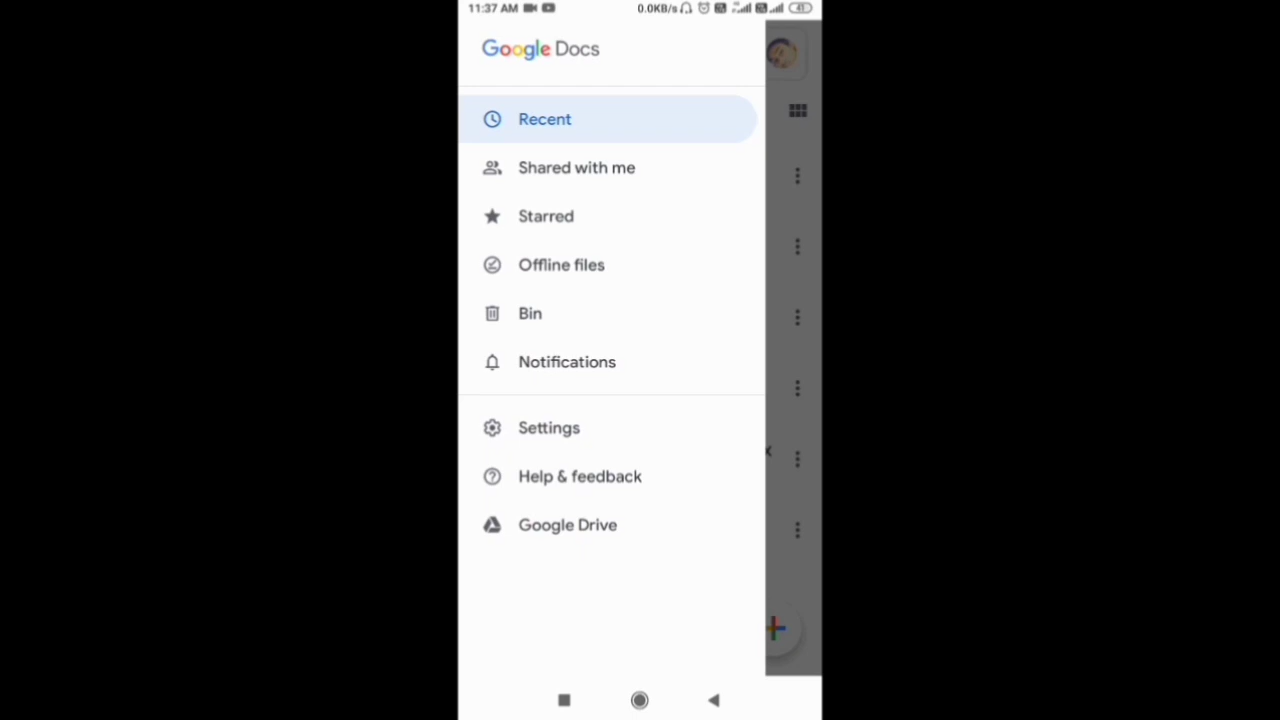 11:37 AM 0.0KB/s 41
Google Docs
Recent
Shared with me
Starred
Offline files
Bin
Notifications
Settings
Help & feedback
Google Drive